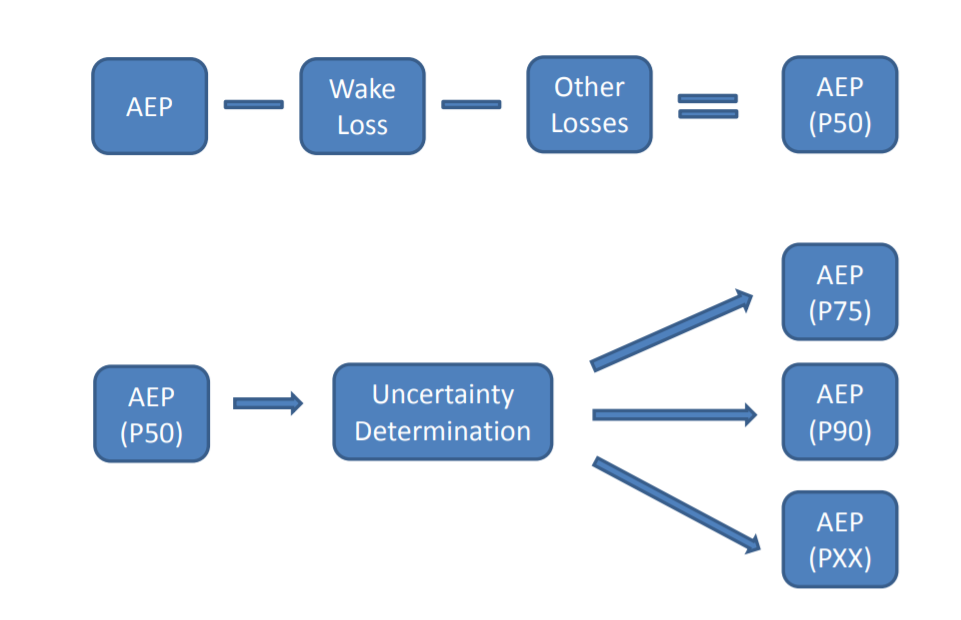 AEP
Wake
Loss
Other
Losses
AEP
(P50)
AEP
(P75)
AEP
(P50)
Uncertainty
Determination
AEP
(P90)
AEP
(PXX)